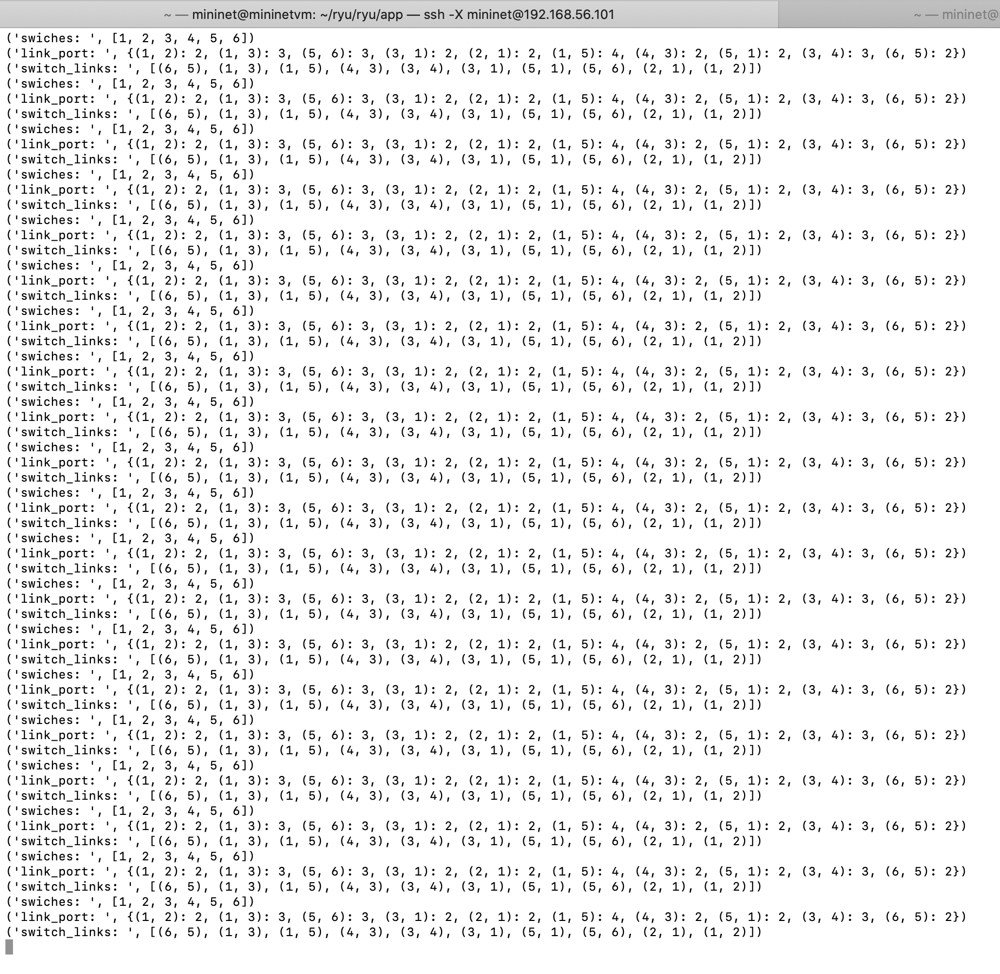 ~ — mininet@mininetvm: ~/ryu/ryu/app — ssh -X mininet@192.168.56.101
~ — mininet@
('swiches: ', [1, 2, 3, 4, 5, 6])
('link_port: ', {(1, 2): 2, (1, 3): 3, (5, 6): 3, (3, 1): 2, (2, 1): 2, (1, 5): 4, (4, 3): 2, (5, 1): 2, (3, 4): 3, (6, 5): 2})
('switch_links: ', [(6, 5), (1, 3), (1, 5), (4, 3), (3, 4), (3, 1), (5, 1), (5, 6), (2, 1), (1, 2)])
('swiches: ', [1, 2, 3, 4, 5, 6])
('link_port: ', {(1, 2): 2, (1, 3): 3, (5, 6): 3, (3, 1): 2, (2, 1): 2, (1, 5): 4, (4, 3): 2, (5, 1): 2, (3, 4): 3, (6, 5): 2})
('switch_links: ', [(6, 5), (1, 3), (1, 5), (4, 3), (3, 4), (3, 1), (5, 1), (5, 6), (2, 1), (1, 2)])
('swiches: ', [1, 2, 3, 4, 5, 6])
('link_port: ', {(1, 2): 2, (1, 3): 3, (5, 6): 3, (3, 1): 2, (2, 1): 2, (1, 5): 4, (4, 3): 2, (5, 1): 2, (3, 4): 3, (6, 5): 2})
('switch_links: ', [(6, 5), (1, 3), (1, 5), (4, 3), (3, 4), (3, 1), (5, 1), (5, 6), (2, 1), (1, 2)])
('swiches: ', [1, 2, 3, 4, 5, 6])
('link_port: ', {(1, 2): 2, (1, 3): 3, (5, 6): 3, (3, 1): 2, (2, 1): 2, (1, 5): 4, (4, 3): 2, (5, 1): 2, (3, 4): 3, (6, 5): 2})
('switch_links: ', [(6, 5), (1, 3), (1, 5), (4, 3), (3, 4), (3, 1), (5, 1), (5, 6), (2, 1), (1, 2)])
('swiches: ', [1, 2, 3, 4, 5, 6])
('link_port: ', {(1, 2): 2, (1, 3): 3, (5, 6): 3, (3, 1): 2, (2, 1): 2, (1, 5): 4, (4, 3): 2, (5, 1): 2, (3, 4): 3, (6, 5): 2})
('switch_links: ', [(6, 5), (1, 3), (1, 5), (4, 3), (3, 4), (3, 1), (5, 1), (5, 6), (2, 1), (1, 2)])
('swiches: ', [1, 2, 3, 4, 5, 6])
('link_port: ', {(1, 2): 2, (1, 3): 3, (5, 6): 3, (3, 1): 2, (2, 1): 2, (1, 5): 4, (4, 3): 2, (5, 1): 2, (3, 4): 3, (6, 5): 2})
('switch_links: ', [(6, 5), (1, 3), (1, 5), (4, 3), (3, 4), (3, 1), (5, 1), (5, 6), (2, 1), (1, 2)])
('swiches: ', [1, 2, 3, 4, 5, 6])
('link_port: ', {(1, 2): 2, (1, 3): 3, (5, 6): 3, (3, 1): 2, (2, 1): 2, (1, 5): 4, (4, 3): 2, (5, 1): 2, (3, 4): 3, (6, 5): 2})
('switch_links: ', [(6, 5), (1, 3), (1, 5), (4, 3), (3, 4), (3, 1), (5, 1), (5, 6), (2, 1), (1, 2)])
('swiches: ', [1, 2, 3, 4, 5, 6])
('link_port: ', {(1, 2): 2, (1, 3): 3, (5, 6): 3, (3, 1): 2, (2, 1): 2, (1, 5): 4, (4, 3): 2, (5, 1): 2, (3, 4): 3, (6, 5): 2})
('switch_links: ', [(6, 5), (1, 3), (1, 5), (4, 3), (3, 4), (3, 1), (5, 1), (5, 6), (2, 1), (1, 2)])
('swiches: ', [1, 2, 3, 4, 5, 6])
('link_port: ', {(1, 2): 2, (1, 3): 3, (5, 6): 3, (3, 1): 2, (2, 1): 2, (1, 5): 4, (4, 3): 2, (5, 1): 2, (3, 4): 3, (6, 5): 2})
('switch_links: ', [(6, 5), (1, 3), (1, 5), (4, 3), (3, 4), (3, 1), (5, 1), (5, 6), (2, 1), (1, 2)])
('swiches: ', [1, 2, 3, 4, 5, 6])
('link_port: ', {(1, 2): 2, (1, 3): 3, (5, 6): 3, (3, 1): 2, (2, 1): 2, (1, 5): 4, (4, 3): 2, (5, 1): 2, (3, 4): 3, (6, 5): 2})
('switch_links: ', [(6, 5), (1, 3), (1, 5), (4, 3), (3, 4), (3, 1), (5, 1), (5, 6), (2, 1), (1, 2)])
('swiches: ', [1, 2, 3, 4, 5, 6])
('link_port: ', {(1, 2): 2, (1, 3): 3, (5, 6): 3, (3, 1): 2, (2, 1): 2, (1, 5): 4, (4, 3): 2, (5, 1): 2, (3, 4): 3, (6, 5): 2})
('switch_links: ', [(6, 5), (1, 3), (1, 5), (4, 3), (3, 4), (3, 1), (5, 1), (5, 6), (2, 1), (1, 2)])
('swiches: ', [1, 2, 3, 4, 5, 6])
('link_port: ', {(1, 2): 2, (1, 3): 3, (5, 6): 3, (3, 1): 2, (2, 1): 2, (1, 5): 4, (4, 3): 2, (5, 1): 2, (3, 4): 3, (6, 5): 2})
('switch_links: ', [(6, 5), (1, 3), (1, 5), (4, 3), (3, 4), (3, 1), (5, 1), (5, 6), (2, 1), (1, 2)])
('swiches: ', [1, 2, 3, 4, 5, 6])
('link_port: ', {(1, 2): 2, (1, 3): 3, (5, 6): 3, (3, 1): 2, (2, 1): 2, (1, 5): 4, (4, 3): 2, (5, 1): 2, (3, 4): 3, (6, 5): 2})
('switch_links: ', [(6, 5), (1, 3), (1, 5), (4, 3), (3, 4), (3, 1), (5, 1), (5, 6), (2, 1), (1, 2)])
('swiches: ', [1, 2, 3, 4, 5, 6])
('link_port: ', {(1, 2): 2, (1, 3): 3, (5, 6): 3, (3, 1): 2, (2, 1): 2, (1, 5): 4, (4, 3): 2, (5, 1): 2, (3, 4): 3, (6, 5): 2})
('switch_links: ', [(6, 5), (1, 3), (1, 5), (4, 3), (3, 4), (3, 1), (5, 1), (5, 6), (2, 1), (1, 2)])
('swiches: ', [1, 2, 3, 4, 5, 6])
('link_port: ', {(1, 2): 2, (1, 3): 3, (5, 6): 3, (3, 1): 2, (2, 1): 2, (1, 5): 4, (4, 3): 2, (5, 1): 2, (3, 4): 3, (6, 5): 2})
('switch_links: ', [(6, 5), (1, 3), (1, 5), (4, 3), (3, 4), (3, 1), (5, 1), (5, 6), (2, 1), (1, 2)])
('swiches: ', [1, 2, 3, 4, 5, 6])
('link_port: ', {(1, 2): 2, (1, 3): 3, (5, 6): 3, (3, 1): 2, (2, 1): 2, (1, 5): 4, (4, 3): 2, (5, 1): 2, (3, 4): 3, (6, 5): 2})
('switch_links: ', [(6, 5), (1, 3), (1, 5), (4, 3), (3, 4), (3, 1), (5, 1), (5, 6), (2, 1), (1, 2)])
('swiches: ', [1, 2, 3, 4, 5, 6])
('link_port: ', {(1, 2): 2, (1, 3): 3, (5, 6): 3, (3, 1): 2, (2, 1): 2, (1, 5): 4, (4, 3): 2, (5, 1): 2, (3, 4): 3, (6, 5): 2})
('switch_links: ', [(6, 5), (1, 3), (1, 5), (4, 3), (3, 4), (3, 1), (5, 1), (5, 6), (2, 1), (1, 2)])
('swiches: ', [1, 2, 3, 4, 5, 6])
('link_port: ', {(1, 2): 2, (1, 3): 3, (5, 6): 3, (3, 1): 2, (2, 1): 2, (1, 5): 4, (4, 3): 2, (5, 1): 2, (3, 4): 3, (6, 5): 2})
('switch_links: ', [(6, 5), (1, 3), (1, 5), (4, 3), (3, 4), (3, 1), (5, 1), (5, 6), (2, 1), (1, 2)])
('swiches: ', [1, 2, 3, 4, 5, 6])
('link_port: ', {(1, 2): 2, (1, 3): 3, (5, 6): 3, (3, 1): 2, (2, 1): 2, (1, 5): 4, (4, 3): 2, (5, 1): 2, (3, 4): 3, (6, 5): 2})
('switch_links: ', [(6, 5), (1, 3), (1, 5), (4, 3), (3, 4), (3, 1), (5, 1), (5, 6), (2, 1), (1, 2)])
('swiches: ', [1, 2, 3, 4, 5, 6])
('link_port: ', {(1, 2): 2, (1, 3): 3, (5, 6): 3, (3, 1): 2, (2, 1): 2, (1, 5): 4, (4, 3): 2, (5, 1): 2, (3, 4): 3, (6, 5): 2})
('switch_links: ', [(6, 5), (1, 3), (1, 5), (4, 3), (3, 4), (3, 1), (5, 1), (5, 6), (2, 1), (1, 2)])